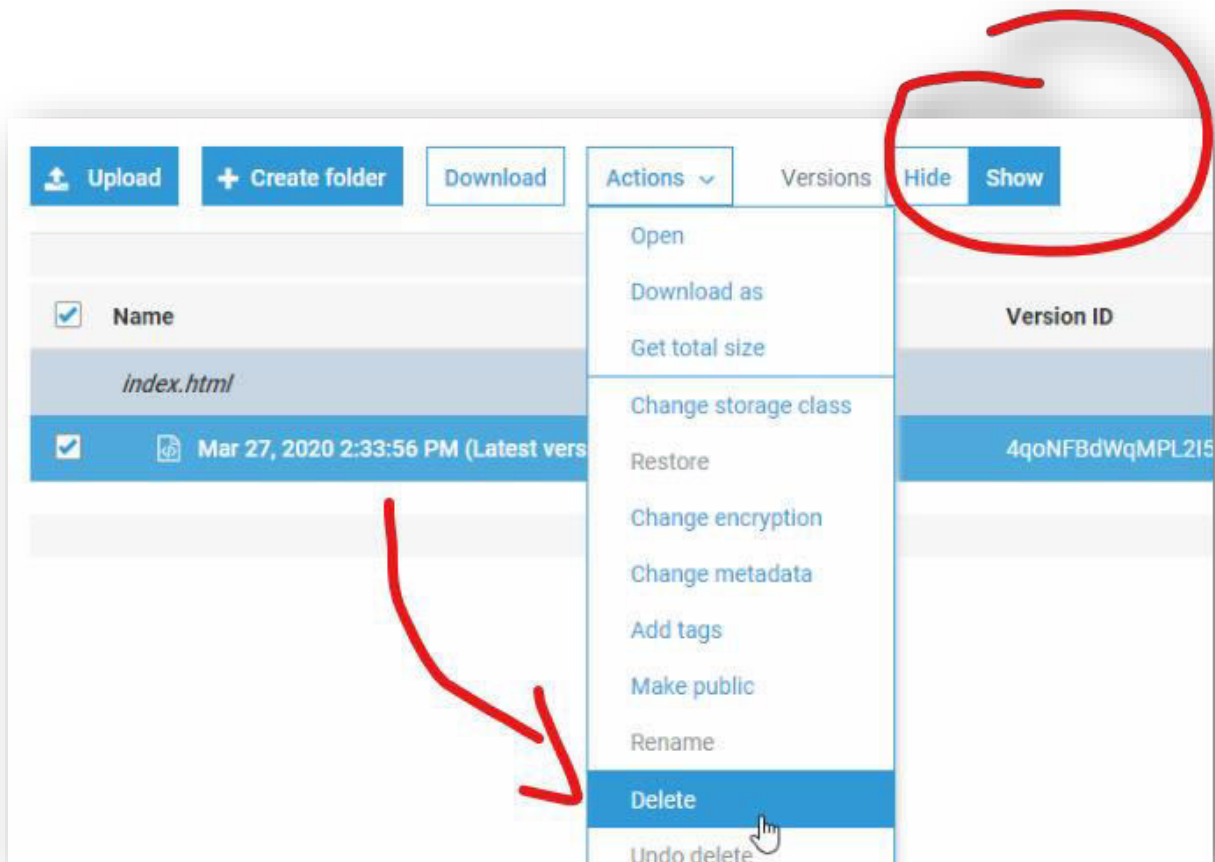 Upload Create folder Download Actions Versions Hide Show
Open
Download as
Get total size
Name Version ID
index.html
Change storage class
Mar 27, 2020 2:33:56 PM (Latest vers 4qoNFBdWqMPL2I5
Restore
Change encryption
Change metadata
Add tags
Make public
Rename
Delete
Undo delete